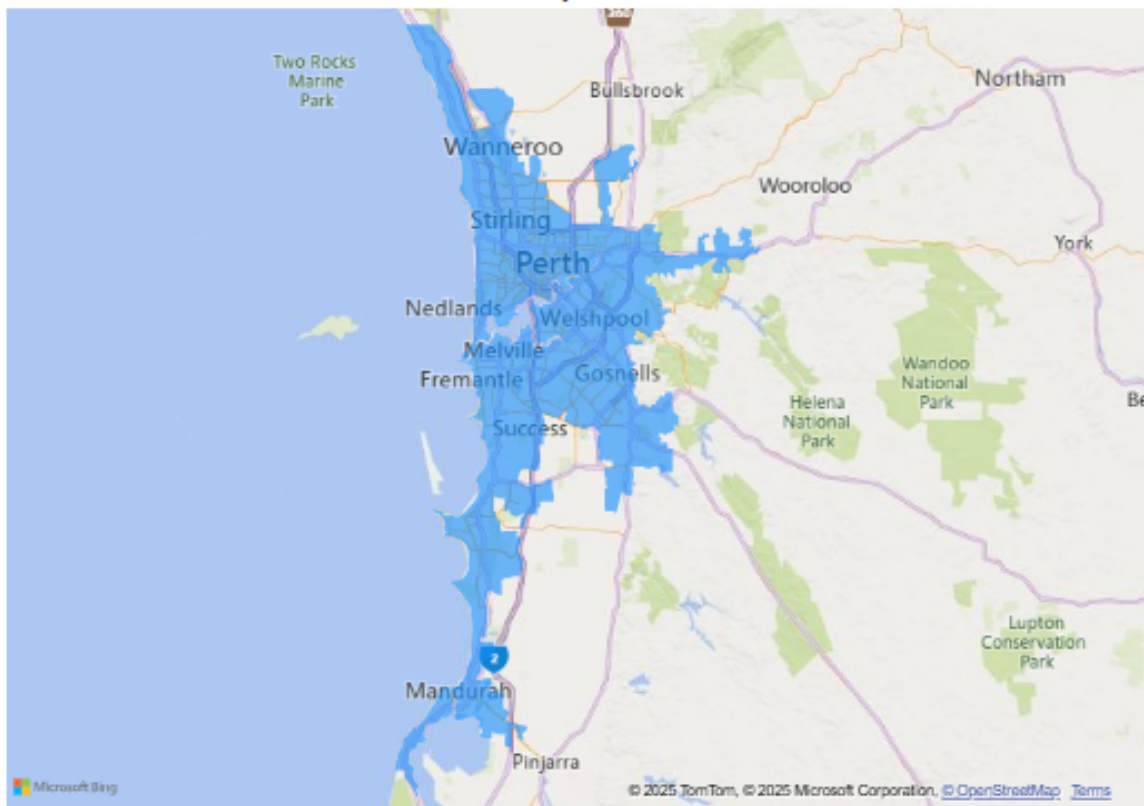 Two Rocks
Marine
Park
Bullsbrook
Northam
Wanneroo
Wooroloo
Stirling
York
Perth
Nedlands
Welshpool
Melville
Fremantle
Gosnells
Wandoo
National
Park
Be
Helena
National
Park
Success
Lupton
Conservation
Park
2
Mandurah
Pinjarra
Microsoft Bing
© 2025 TomTom, © 2025 Microsoft Corporation, © OpenStreetMap Terms